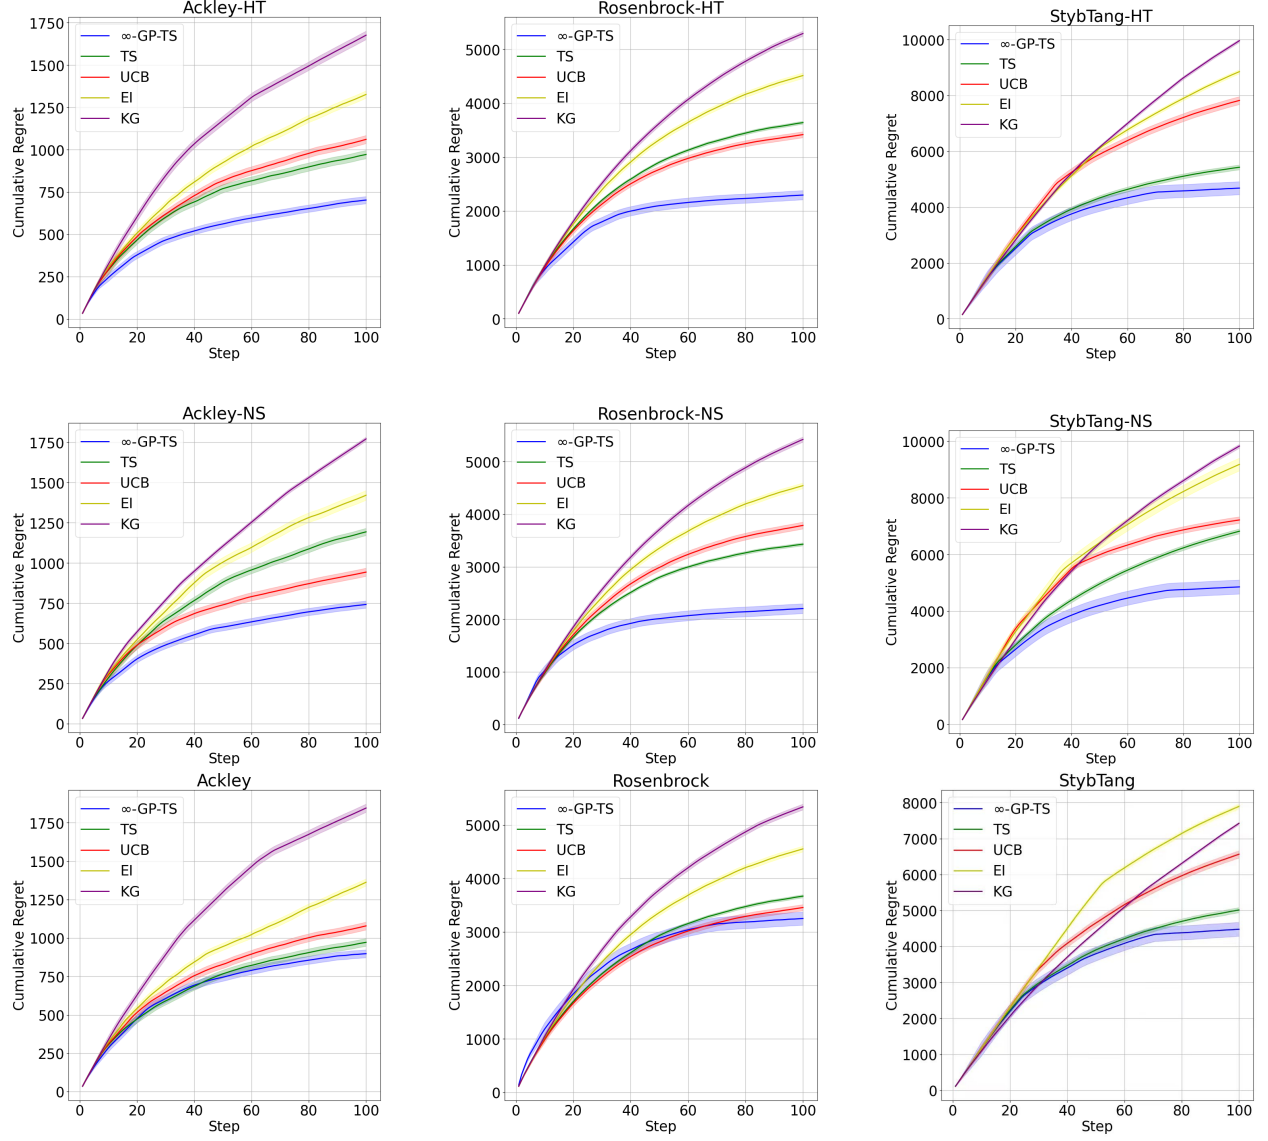 Ackley-HT
Cumulative Regret
1750
1500
1250
1000
750
500
250
0
∞-GP-TS
TS
UCB
EI
KG
0 20 40 60 80 100
Step
Rosenbrock-HT
Cumulative Regret
5000
4000
3000
2000
1000
0
∞-GP-TS
TS
UCB
EI
KG
0 20 40 60 80 100
Step
StybTang-HT
Cumulative Regret
10000
8000
6000
4000
2000
0
∞-GP-TS
TS
UCB
EI
KG
0 20 40 60 80 100
Step
Ackley-NS
Cumulative Regret
1750
1500
1250
1000
750
500
250
0
∞-GP-TS
TS
UCB
EI
KG
0 20 40 60 80 100
Step
Rosenbrock-NS
Cumulative Regret
5000
4000
3000
2000
1000
0
∞-GP-TS
TS
UCB
EI
KG
0 20 40 60 80 100
Step
StybTang-NS
Cumulative Regret
10000
8000
6000
4000
2000
0
∞-GP-TS
TS
UCB
EI
KG
0 20 40 60 80 100
Step
Ackley
Cumulative Regret
1750
1500
1250
1000
750
500
250
0
∞-GP-TS
TS
UCB
EI
KG
0 20 40 60 80 100
Step
Rosenbrock
Cumulative Regret
5000
4000
3000
2000
1000
0
∞-GP-TS
TS
UCB
EI
KG
0 20 40 60 80 100
Step
StybTang
Cumulative Regret
8000
7000
6000
5000
4000
3000
2000
1000
0
∞-GP-TS
TS
UCB
EI
KG
0 20 40 60 80 100
Step